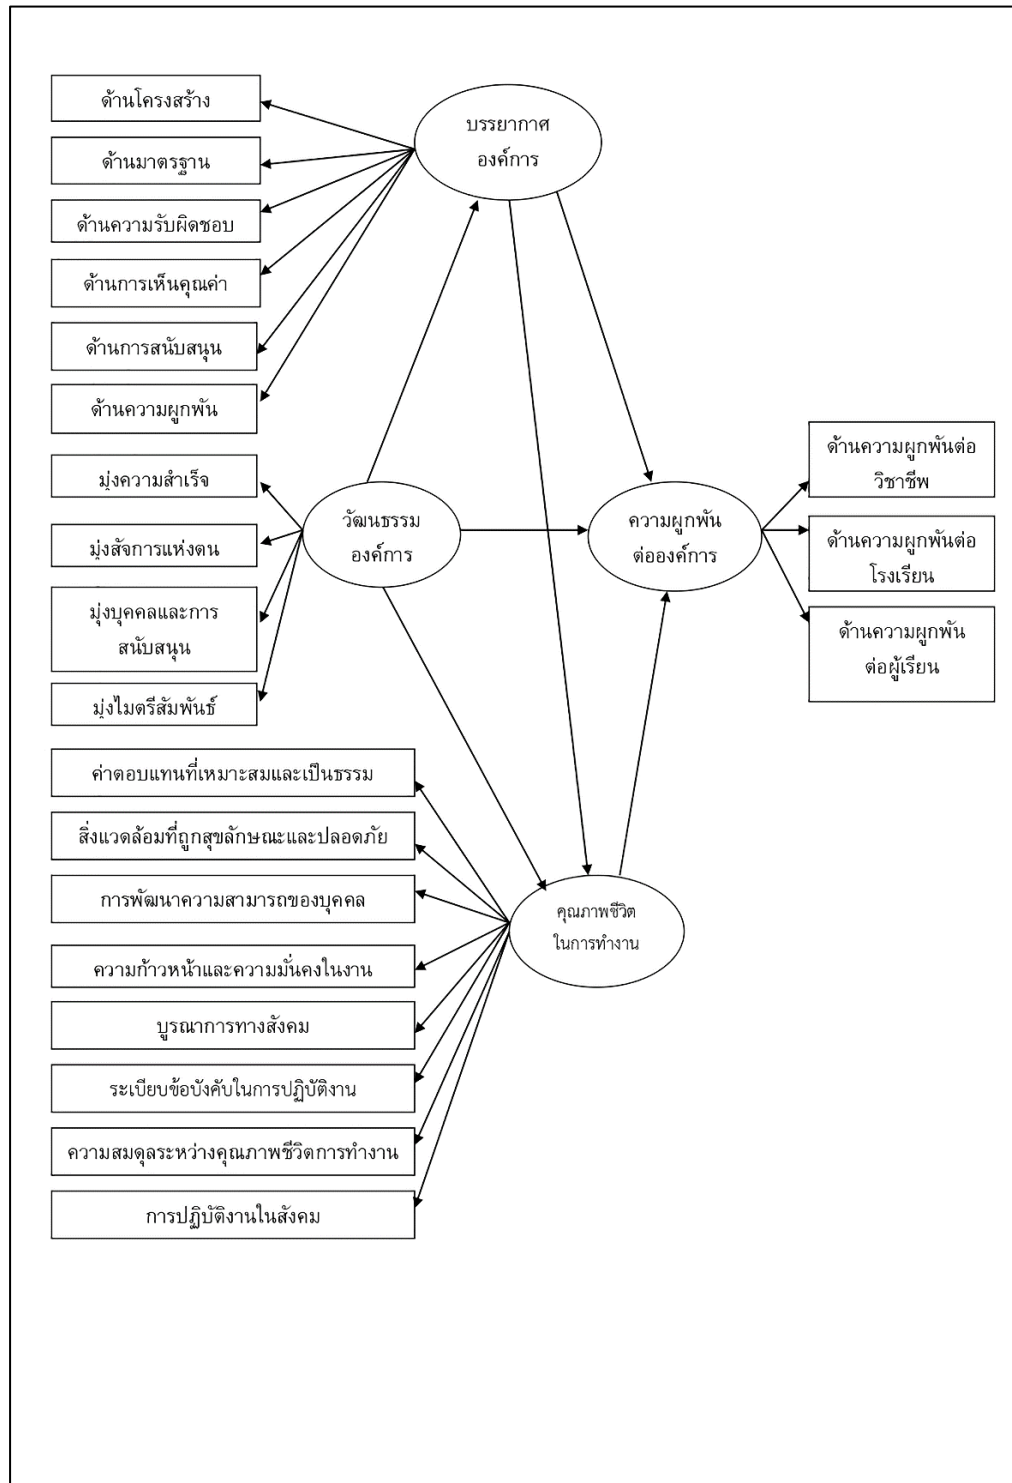 ด้านโครงสร้าง
ด้านมาตรฐาน
ด้านความรับผิดชอบ
ด้านการเห็นคุณค่า
ด้านการสนับสนุน
ด้านความผูกพัน
บรรยากาศ
องค์การ
มุ่งความสำเร็จ
มุ่งสัจการแห่งตน
มุ่งบุคคลและการ
สนับสนุน
มุ่งไมตรีสัมพันธ์
วัฒนธรรม
องค์การ
ความผูกพัน
ต่อองค์การ
ด้านความผูกพันต่อ
วิชาชีพ
ด้านความผูกพันต่อ
โรงเรียน
ด้านความผูกพัน
ต่อผู้เรียน
ค่าตอบแทนที่เหมาะสมและเป็นธรรม
สิ่งแวดล้อมที่ถูกสุขลักษณะและปลอดภัย
การพัฒนาความสามารถของบุคคล
ความก้าวหน้าและความมั่นคงในงาน
บูรณาการทางสังคม
ระเบียบข้อบังคับในการปฏิบัติงาน
ความสมดุลระหว่างคุณภาพชีวิตการทำงาน
การปฏิบัติงานในสังคม
คุณภาพชีวิต
ในการทำงาน